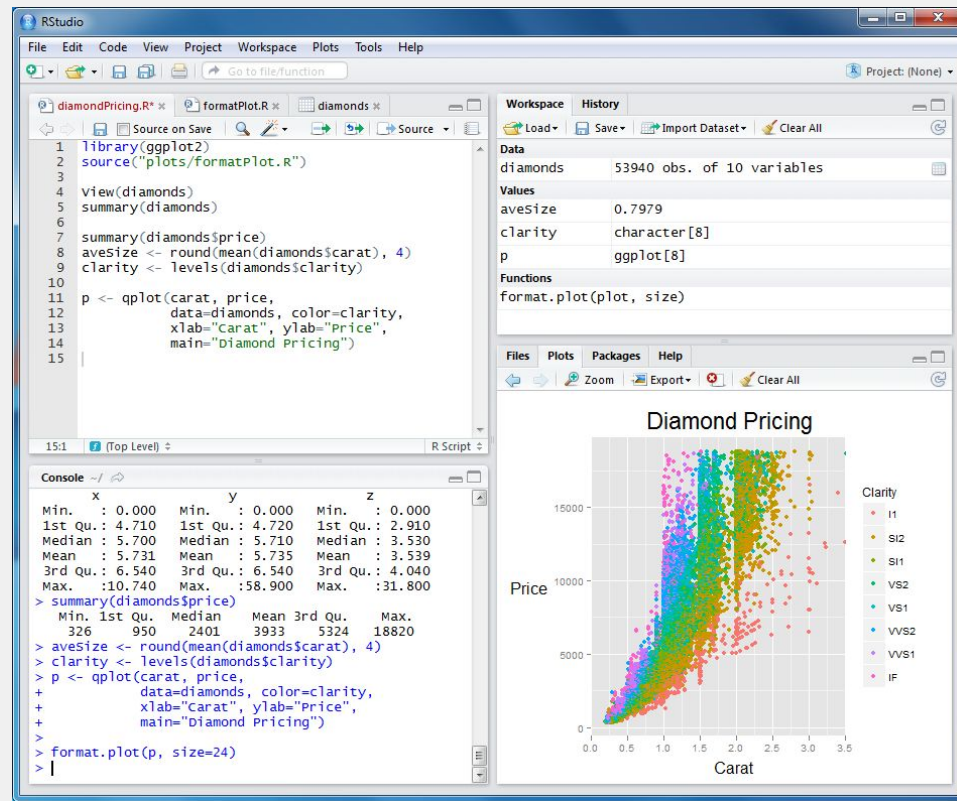 RStudio
File Edit Code View Project Workspace Plots Tools Help
Go to file/function
Project: (None)
diamondPricing.R*
formatPlot.R
diamonds
Source on Save
Source
1 library(ggplot2)
2 source("plots/formatPlot.R")
3
4 View(diamonds)
5 summary(diamonds)
6
7 summary(diamonds$price)
8 aveSize <- round(mean(diamonds$carat), 4)
9 clarity <- levels(diamonds$clarity)
10
11 p <- qplot(carat, price,
12 data=diamonds, color=clarity,
13 xlab="Carat", ylab="Price",
14 main="Diamond Pricing")
15
15:1 (Top Level) R Script
Console ~/
x y z
Min. : 0.000 Min. : 0.000 Min. : 0.000
1st Qu.: 4.710 1st Qu.: 4.720 1st Qu.: 2.910
Median : 5.700 Median : 5.710 Median : 3.530
Mean : 5.731 Mean : 5.735 Mean : 3.539
3rd Qu.: 6.540 3rd Qu.: 6.540 3rd Qu.: 4.040
Max. :10.740 Max. :58.900 Max. :31.800
> summary(diamonds$price)
Min. 1st Qu. Median Mean 3rd Qu. Max.
326 950 2401 3933 5324 18820
> aveSize <- round(mean(diamonds$carat), 4)
> clarity <- levels(diamonds$clarity)
> p <- qplot(carat, price,
+ data=diamonds, color=clarity,
+ xlab="Carat", ylab="Price",
+ main="Diamond Pricing")
>
> format.plot(p, size=24)
>
Workspace History
Load Save Import Dataset Clear All
Data
diamonds 53940 obs. of 10 variables
Values
aveSize 0.7979
clarity character[8]
p ggplot[8]
Functions
format.plot(plot, size)
Files Plots Packages Help
Zoom Export Clear All
Diamond Pricing
Price
15000
10000
5000
0
0.0 0.5 1.0 1.5 2.0 2.5 3.0 3.5
Carat
Clarity
I1
SI2
SI1
VS2
VS1
VVS2
VVS1
IF